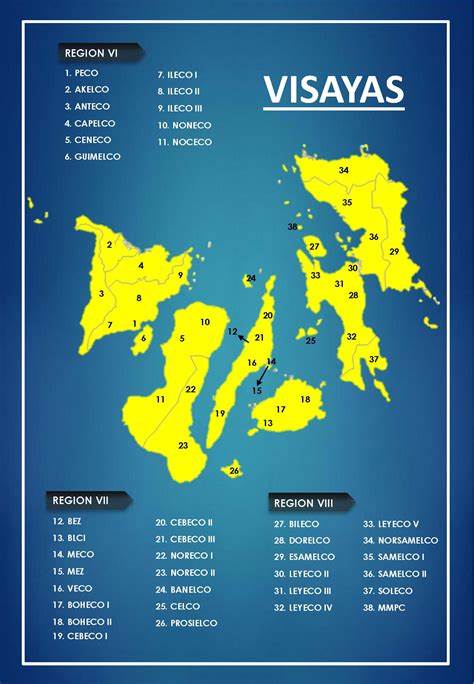 REGION VI
1. PECO
2. AKELCO
3. ANTECO
4. CAPELCO
5. CENECO
6. GUIMELCO
7. ILECO I
8. ILECO II
9. ILECO III
10. NONECO
11. NOCECO
VISAYAS
34
35
38
36
27
29
2
4
9
33
30
31
28
3
8
24
20
7
1
6
10
5
12
21
25
32
16
14
37
15
22
11
19
17
18
13
23
26
REGION VII
12. BEZ
13. BLCI
14. MECO
15. MEZ
16. VECO
17. BOHECO I
18. BOHECO II
19. CEBECO I
20. CEBECO II
21. CEBECO III
22. NORECO I
23. NORECO II
24. BANELCO
25. CELCO
26. PROSIELCO
REGION VIII
27. BILECO
28. DORELCO
29. ESAMELCO
30. LEYECO II
31. LEYECO III
32. LEYECO IV
33. LEYECO V
34. NORSAMELCO
35. SAMELCO I
36. SAMELCO II
37. SOLECO
38. MMPC